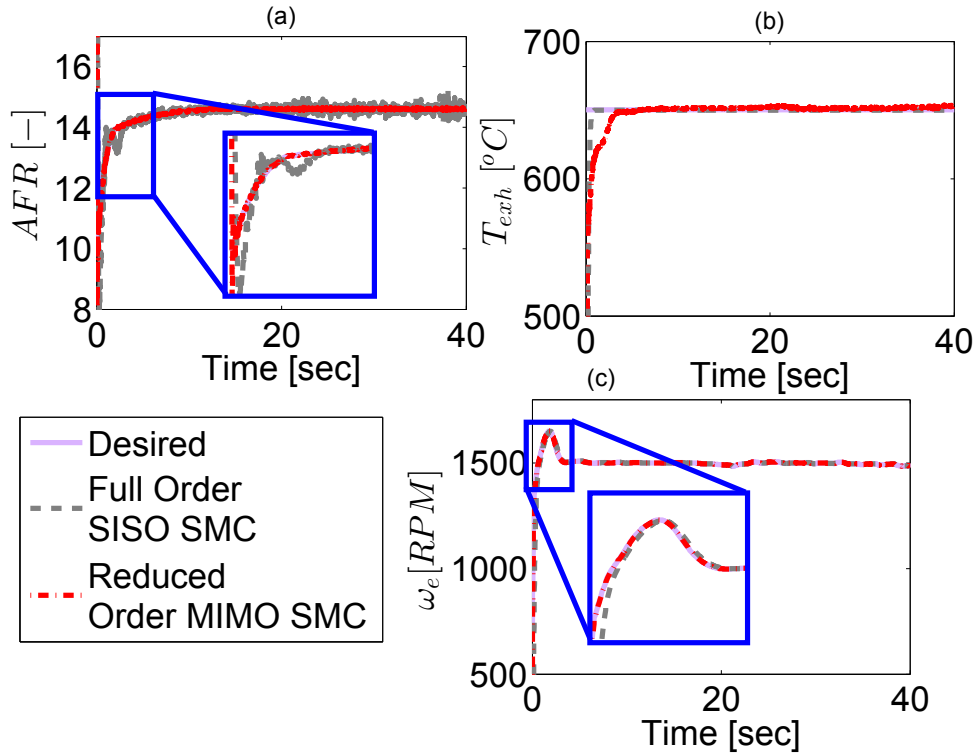 (a)
AFR [−]
16
14
12
10
8
0
20
40
Time [sec]
(b)
T_exh [°C]
700
600
500
0
20
40
Time [sec]
Desired
Full Order
SISO SMC
Reduced
Order MIMO SMC
(c)
ω_e[RPM]
1500
1000
500
0
20
40
Time [sec]